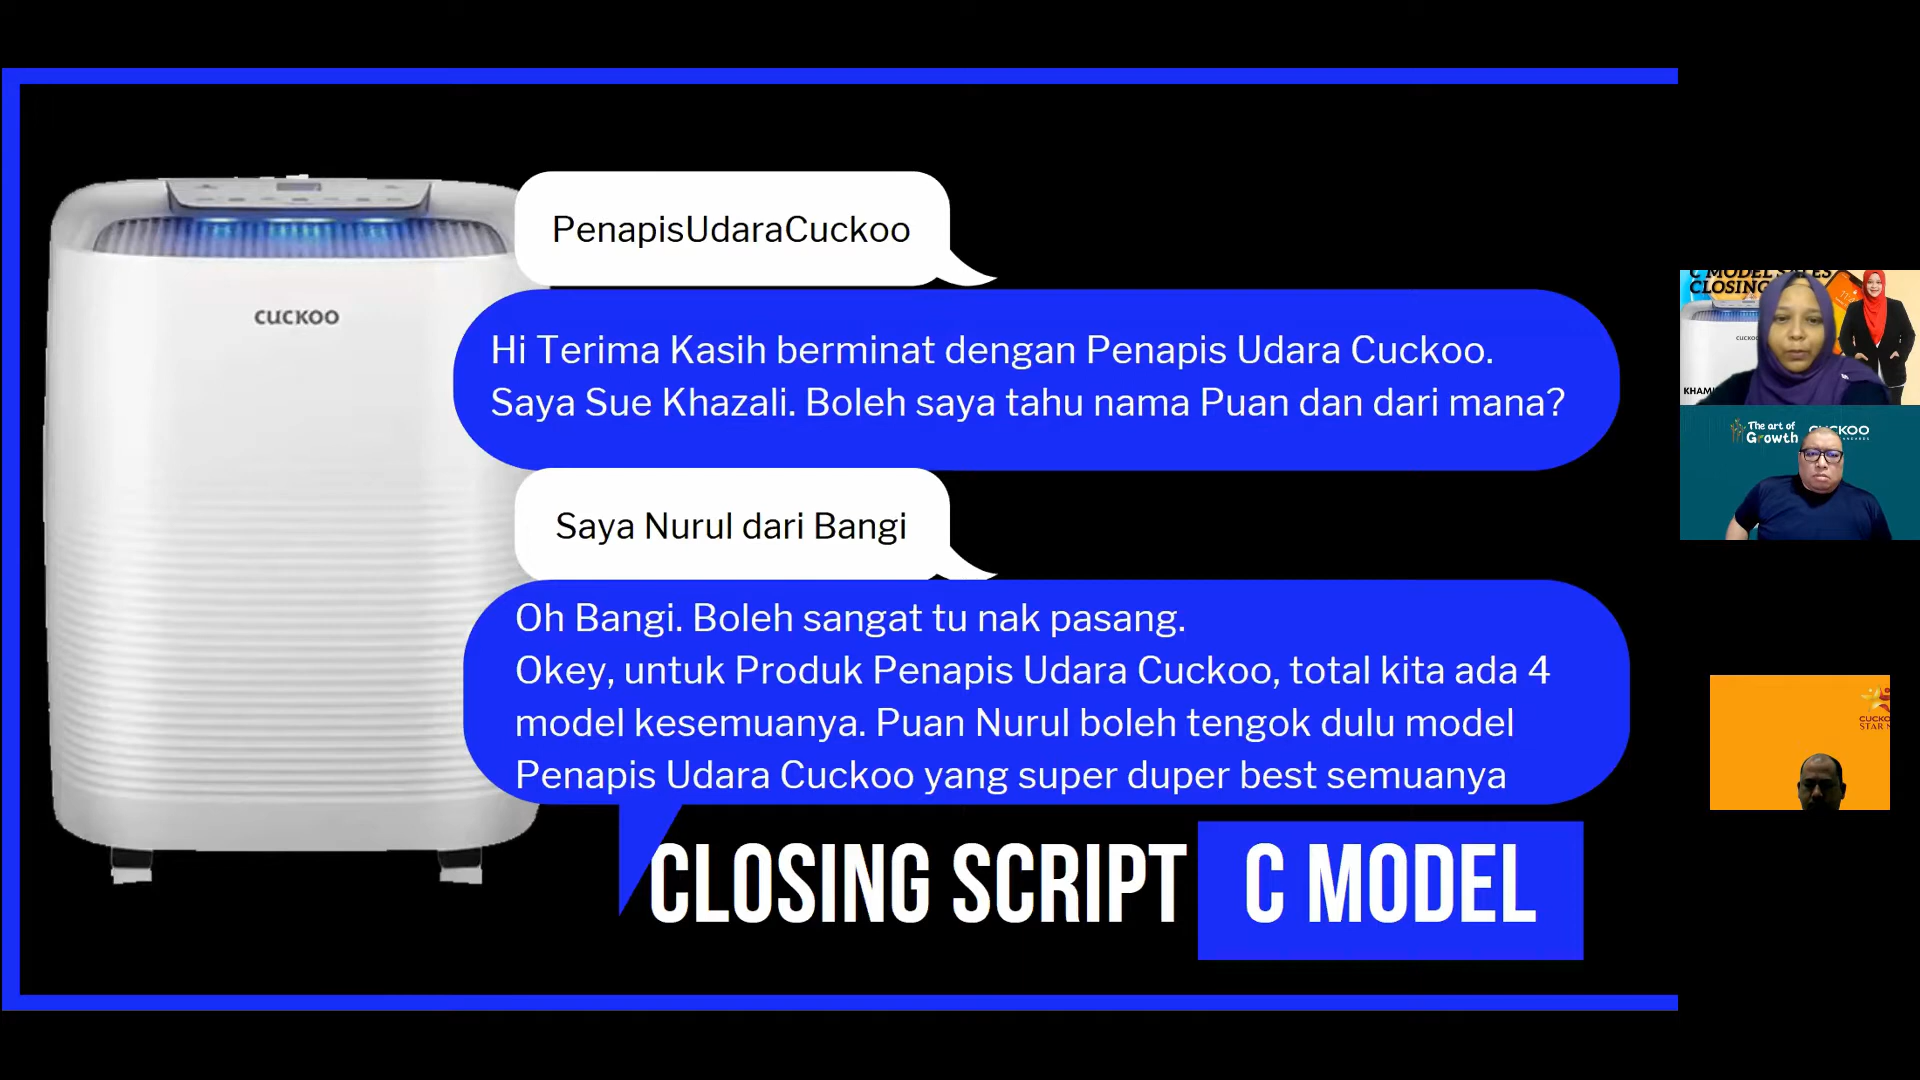 CUCKOO
PenapisUdaraCuckoo
Hi Terima Kasih berminat dengan Penapis Udara Cuckoo.
Saya Sue Khazali. Boleh saya tahu nama Puan dan dari mana?
Saya Nurul dari Bangi
Oh Bangi. Boleh sangat tu nak pasang.
Okey, untuk Produk Penapis Udara Cuckoo, total kita ada 4
model kesemuanya. Puan Nurul boleh tengok dulu model
Penapis Udara Cuckoo yang super duper best semuanya
CLOSING SCRIPT C MODEL
C MODEL
CLOSING
CUCKOO
The art of
Growth
STAR